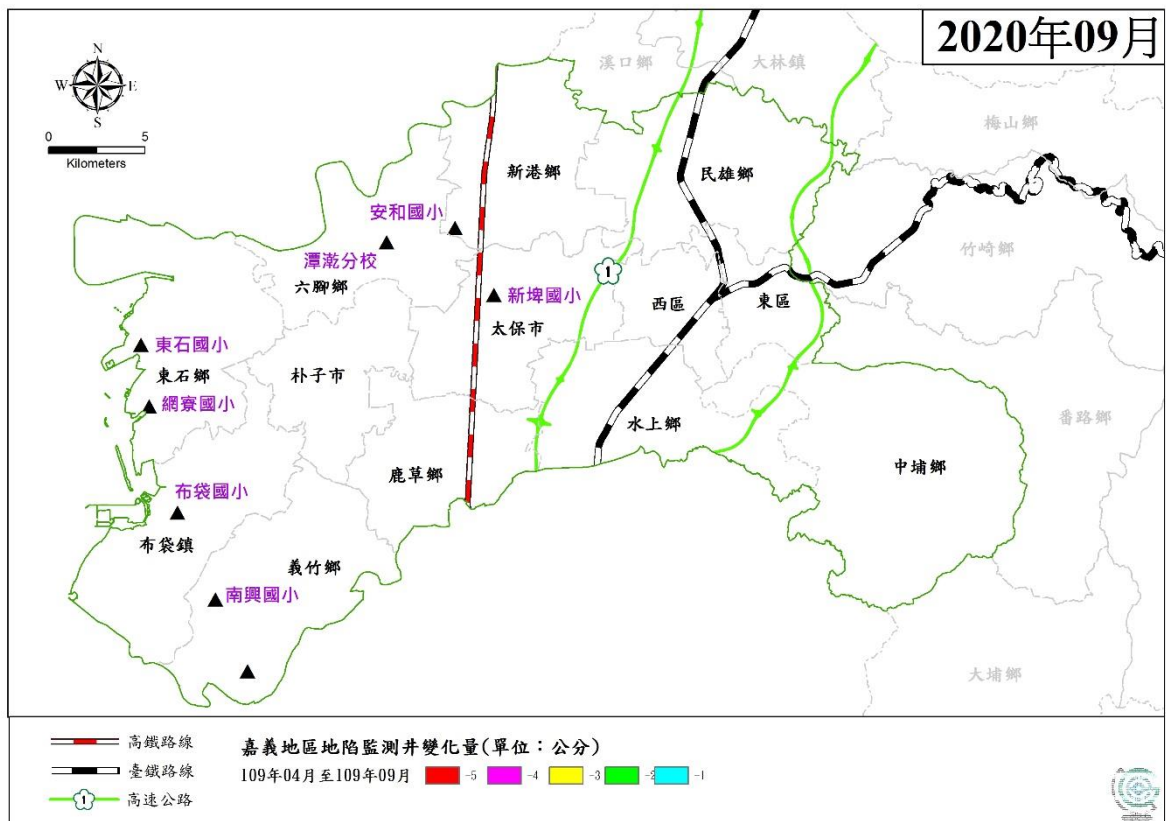 2020年09月
N
W E
S
0 5
Kilometers
溪口鄉
大林鎮
梅山鄉
新港鄉
民雄鄉
安和國小
潭漧分校
竹崎鄉
六腳鄉
1
新埤國小
西區
東區
太保市
東石國小
東石鄉
朴子市
網寮國小
番路鄉
水上鄉
鹿草鄉
中埔鄉
布袋國小
布袋鎮
義竹鄉
南興國小
大埔鄉
高鐵路線
臺鐵路線
1 高速公路
嘉義地區地陷監測井變化量(單位：公分)
109年04月至109年09月 -5 -4 -3 -2 -1